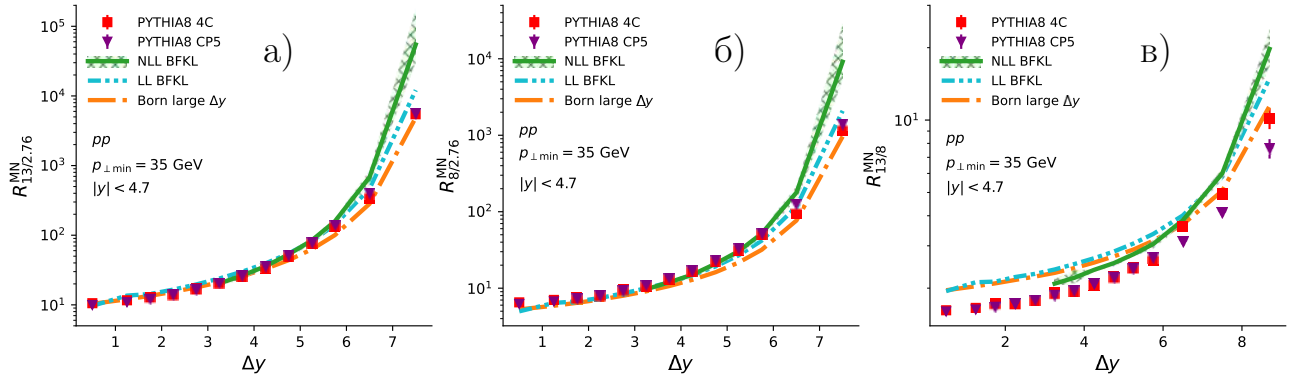 PYTHIA8 4C
PYTHIA8 CP5
NLL BFKL
LL BFKL
Born large Δy
а)
pp
p⊥min = 35 GeV
|y| < 4.7
R^MN_13/2.76
10^5
10^4
10^3
10^2
10^1
1 2 3 4 5 6 7
Δy
PYTHIA8 4C
PYTHIA8 CP5
NLL BFKL
LL BFKL
Born large Δy
б)
pp
p⊥min = 35 GeV
|y| < 4.7
R^MN_8/2.76
10^4
10^3
10^2
10^1
1 2 3 4 5 6 7
Δy
PYTHIA8 4C
PYTHIA8 CP5
NLL BFKL
LL BFKL
Born large Δy
в)
pp
p⊥min = 35 GeV
|y| < 4.7
R^MN_13/8
10^1
2 4 6 8
Δy